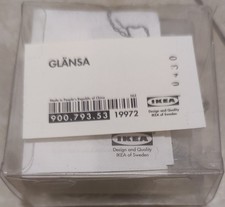 GLÄNSA
Made in People's Republic of China
900.793.53 19972
IKEA
Design and Quality
IKEA of Sweden
IKEA
Design and Quality
IKEA of Sweden